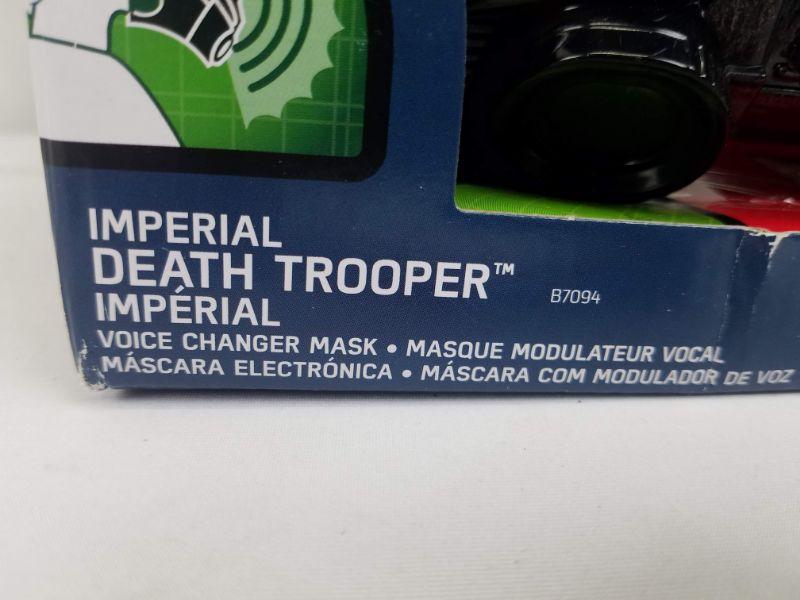 IMPERIAL
DEATH TROOPER™ B7094
IMPÉRIAL
VOICE CHANGER MASK • MASQUE MODULATEUR VOCAL
MÁSCARA ELECTRÓNICA • MÁSCARA COM MODULADOR DE VOZ